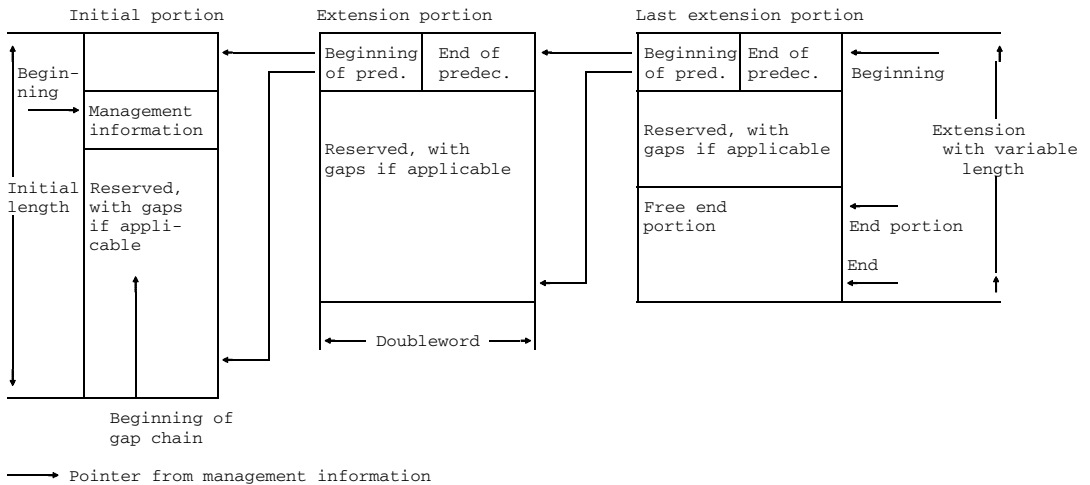 Initial portion
Extension portion
Last extension portion
Begin-
ning
Management
information
Initial
length
Reserved,
with gaps
if appli-
cable
Beginning of
gap chain
Beginning
of pred.
End of
predec.
Reserved, with
gaps if applicable
Doubleword
Beginning
of pred.
End of
predec.
Reserved, with
gaps if applicable
Free end
portion
Beginning
Extension
with variable
length
End portion
End
Pointer from management information